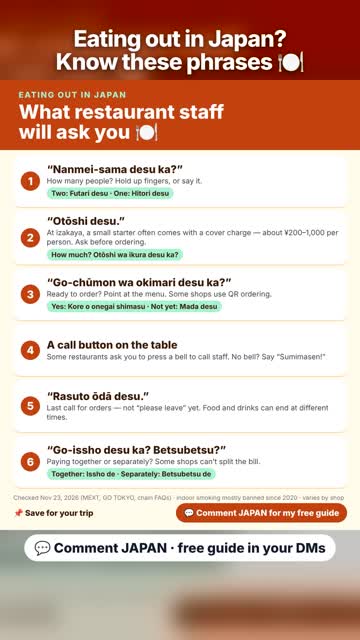 Eating out in Japan?
Know these phrases 🍽️
EATING OUT IN JAPAN
What restaurant staff
will ask you 🍽️
1
“Nanmei-sama desu ka?”
How many people? Hold up fingers, or say it.
Two: Futari desu · One: Hitori desu
2
“Otōshi desu.”
At izakaya, a small starter often comes with a cover charge — about ¥200–1,000 per
person. Ask before ordering.
How much? Otōshi wa ikura desu ka?
3
“Go-chūmon wa okimari desu ka?”
Ready to order? Point at the menu. Some shops use QR ordering.
Yes: Kore o onegai shimasu · Not yet: Mada desu
4
A call button on the table
Some restaurants ask you to press a bell to call staff. No bell? Say “Sumimasen!”
5
“Rasuto ōdā desu.”
Last call for orders — not “please leave” yet. Food and drinks can end at different
times.
6
“Go-issho desu ka? Betsubetsu?”
Paying together or separately? Some shops can't split the bill.
Together: Issho de · Separately: Betsubetsu de
Checked Nov 23, 2026 (MEXT, GO TOKYO, chain FAQs) · indoor smoking mostly banned since 2020 · varies by shop
📌 Save for your trip
💬 Comment JAPAN for my free guide
💬 Comment JAPAN · free guide in your DMs